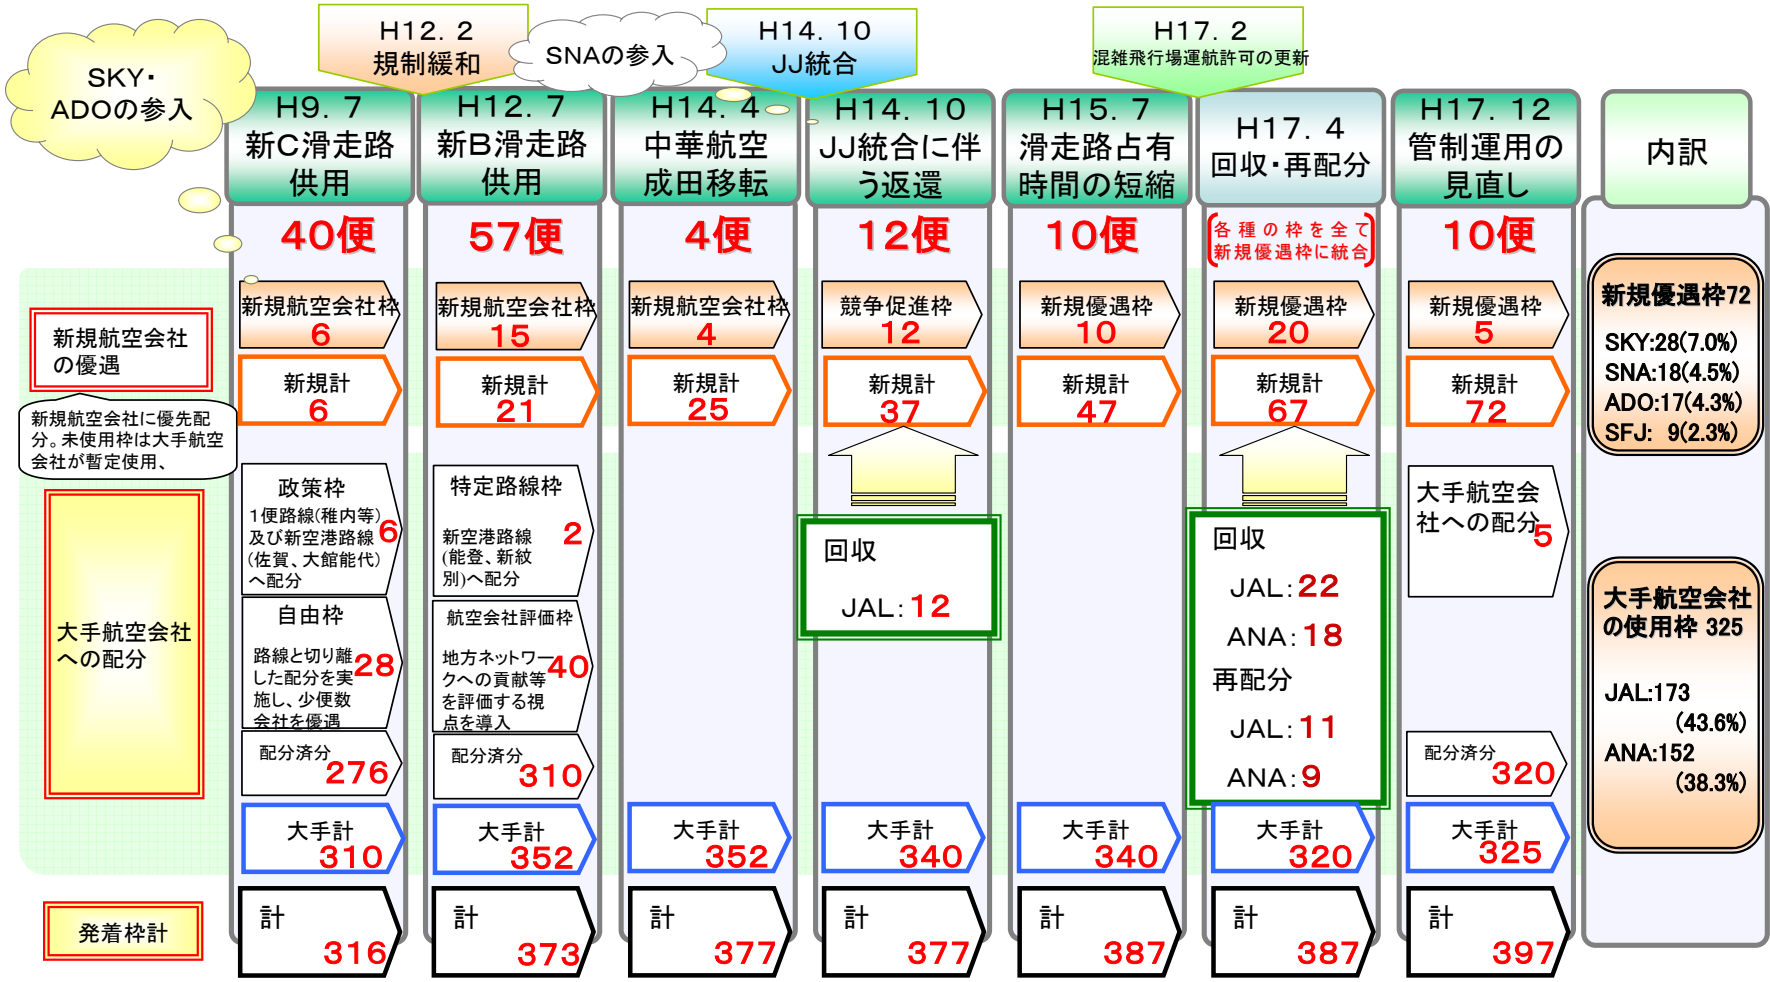 SKY・
ADOの参入
H12. 2
規制緩和
SNAの参入
H14. 10
JJ統合
H17. 2
混雑飛行場運航許可の更新
H9. 7
新C滑走路
供用
H12. 7
新B滑走路
供用
H14. 4
中華航空
成田移転
H14. 10
JJ統合に伴
う返還
H15. 7
滑走路占有
時間の短縮
H17. 4
回収・再配分
H17. 12
管制運用の
見直し
内訳
40便
57便
4便
12便
10便
各種の枠を全て
新規優遇枠に統合
10便
新規航空会社
の優遇
新規航空会社枠
6
新規航空会社枠
15
新規航空会社枠
4
競争促進枠
12
新規優遇枠
10
新規優遇枠
20
新規優遇枠
5
新規計
6
新規計
21
新規計
25
新規計
37
新規計
47
新規計
67
新規計
72
新規優遇枠72
SKY:28(7.0%)
SNA:18(4.5%)
ADO:17(4.3%)
SFJ: 9(2.3%)
新規航空会社に優先配
分。未使用枠は大手航空
会社が暫定使用、
大手航空会社
への配分
政策枠
1便路線(稚内等)
及び新空港路線
(佐賀、大館能代)
へ配分
6
自由枠
路線と切り離
した配分を実
施し、少便数
会社を優遇
28
配分済分
276
特定路線枠
新空港路線
(能登、新紋
別)へ配分
2
航空会社評価枠
地方ネットワー
クへの貢献等
を評価する視
点を導入
40
配分済分
310
回収
JAL:12
回収
JAL:22
ANA:18
再配分
JAL:11
ANA:9
大手航空会
社への配分
5
配分済分
320
大手航空会社
の使用枠 325
JAL:173
(43.6%)
ANA:152
(38.3%)
大手計
310
大手計
352
大手計
352
大手計
340
大手計
340
大手計
320
大手計
325
発着枠計
計
316
計
373
計
377
計
377
計
387
計
387
計
397